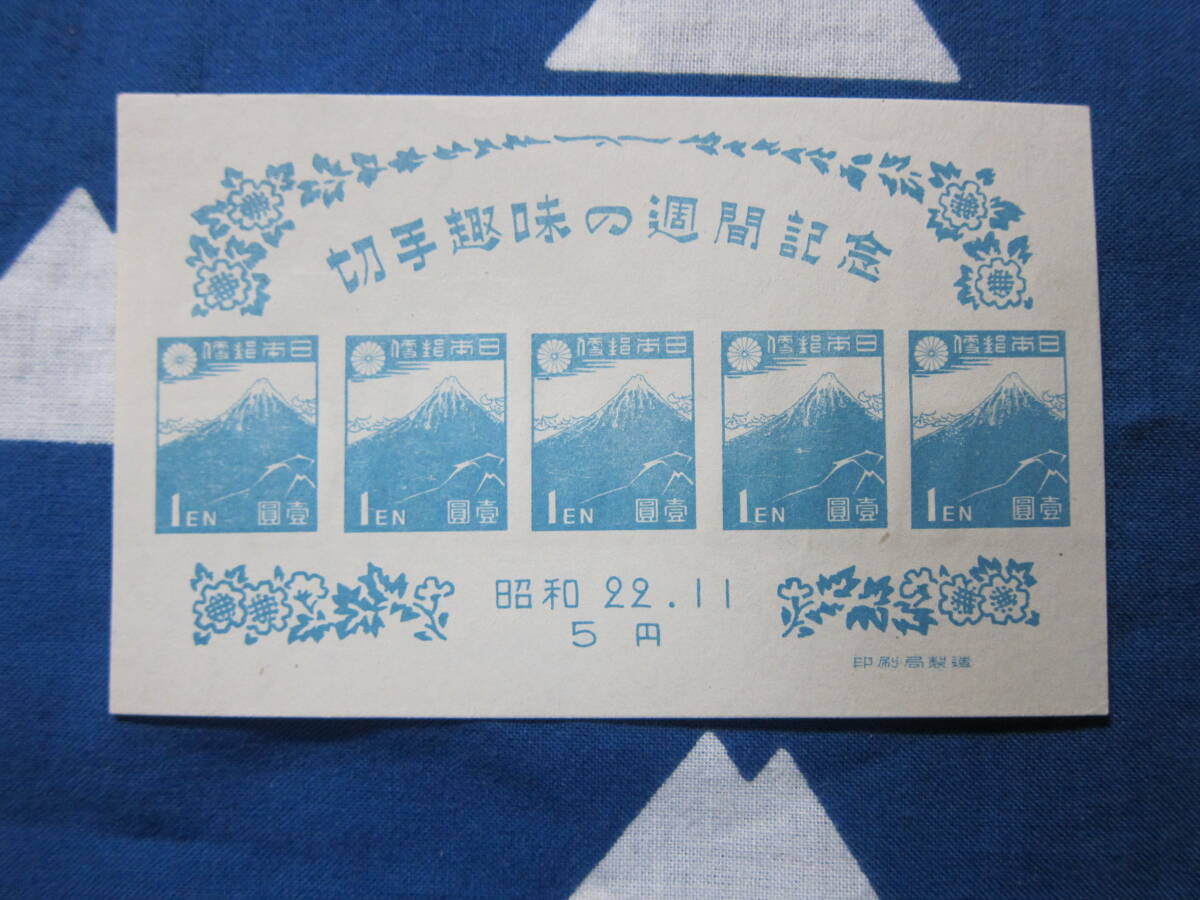 切手趣味の週間記念
日本郵便
1EN 壹圓
日本郵便
1EN 壹圓
日本郵便
1EN 壹圓
日本郵便
1EN 壹圓
日本郵便
1EN 壹圓
昭和 22.11
5円
印刷局製造